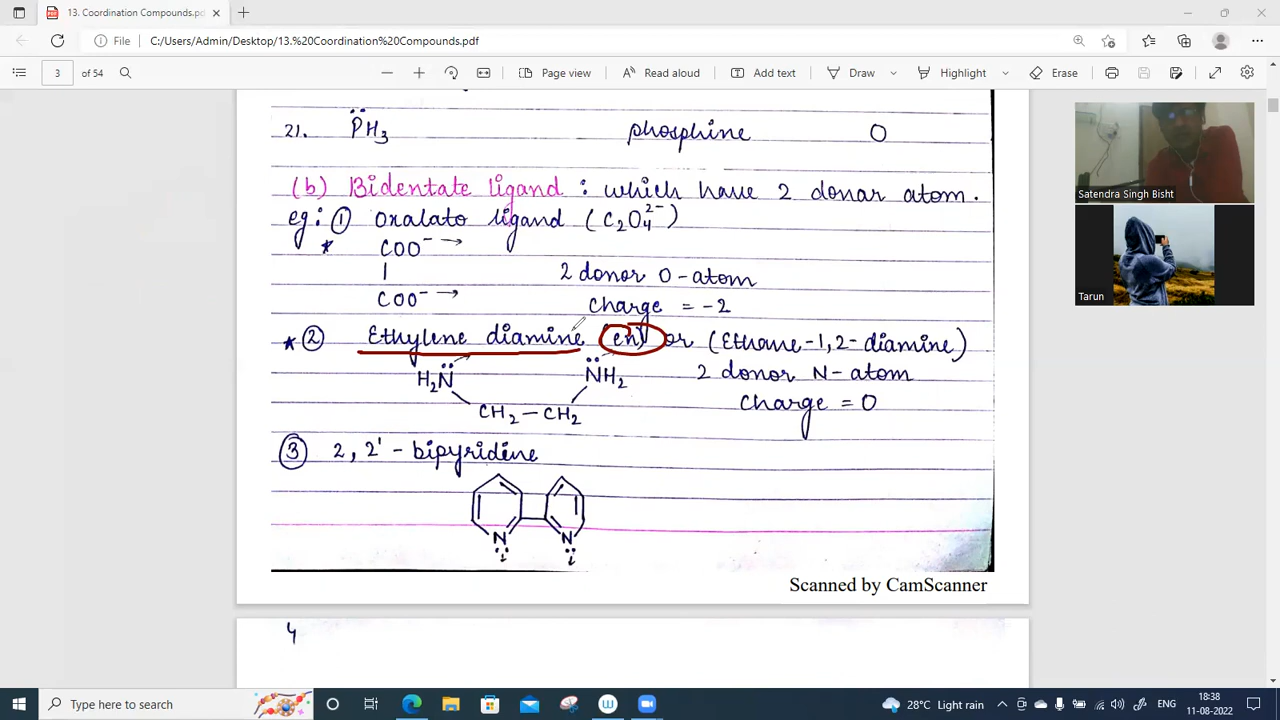 13. Coordination Compounds.pdf
File C:/Users/Admin/Desktop/13.%20Coordination%20Compounds.pdf
3 of 54 Page view Read aloud Add text Draw Highlight Erase
21. PH3 phosphine 0
(b) Bidentate ligand : which have 2 donar atom.
eg: ① oxalato ligand (C2O4²⁻)
* COO⁻ →
COO⁻ →
2 donor O-atom
charge = -2
* ② Ethylene diamine (en) or (Ethane-1,2-diamine)
H2N NH2 2 donor N-atom
CH2 — CH2 charge = 0
③ 2, 2' - bipyridine
N N
Scanned by CamScanner
4
Satendra Singh Bisht
Tarun
Type here to search
28°C Light rain
ENG
18:38
11-08-2022